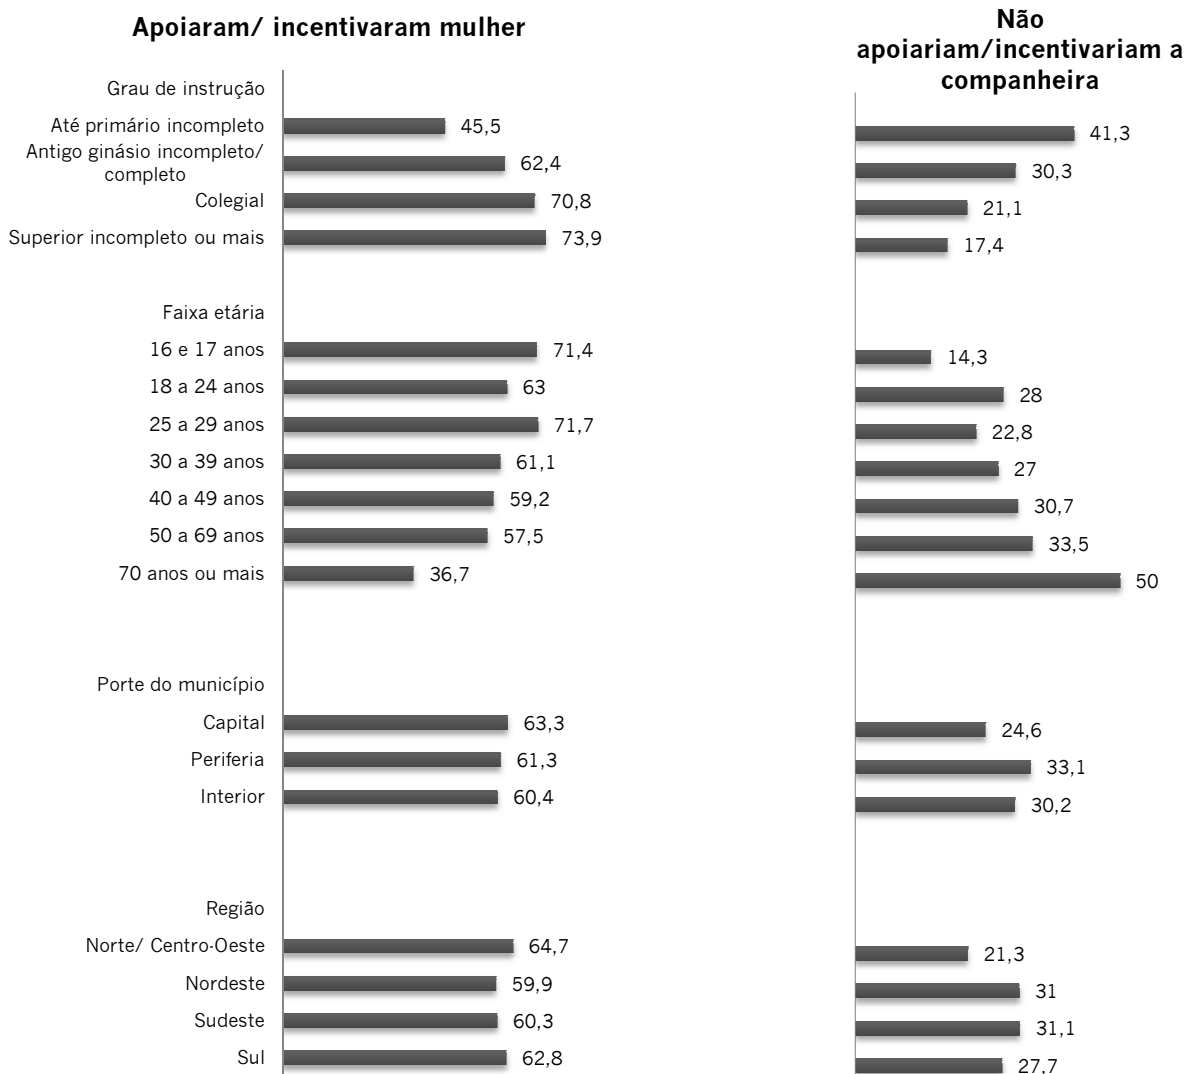 Apoiaram/ incentivaram mulher
Não
apoiariam/incentivariam a
companheira
Grau de instrução
Até primário incompleto 45,5 41,3
Antigo ginásio incompleto/
completo 62,4 30,3
Colegial 70,8 21,1
Superior incompleto ou mais 73,9 17,4
Faixa etária
16 e 17 anos 71,4 14,3
18 a 24 anos 63 28
25 a 29 anos 71,7 22,8
30 a 39 anos 61,1 27
40 a 49 anos 59,2 30,7
50 a 69 anos 57,5 33,5
70 anos ou mais 36,7 50
Porte do município
Capital 63,3 24,6
Periferia 61,3 33,1
Interior 60,4 30,2
Região
Norte/ Centro-Oeste 64,7 21,3
Nordeste 59,9 31
Sudeste 60,3 31,1
Sul 62,8 27,7